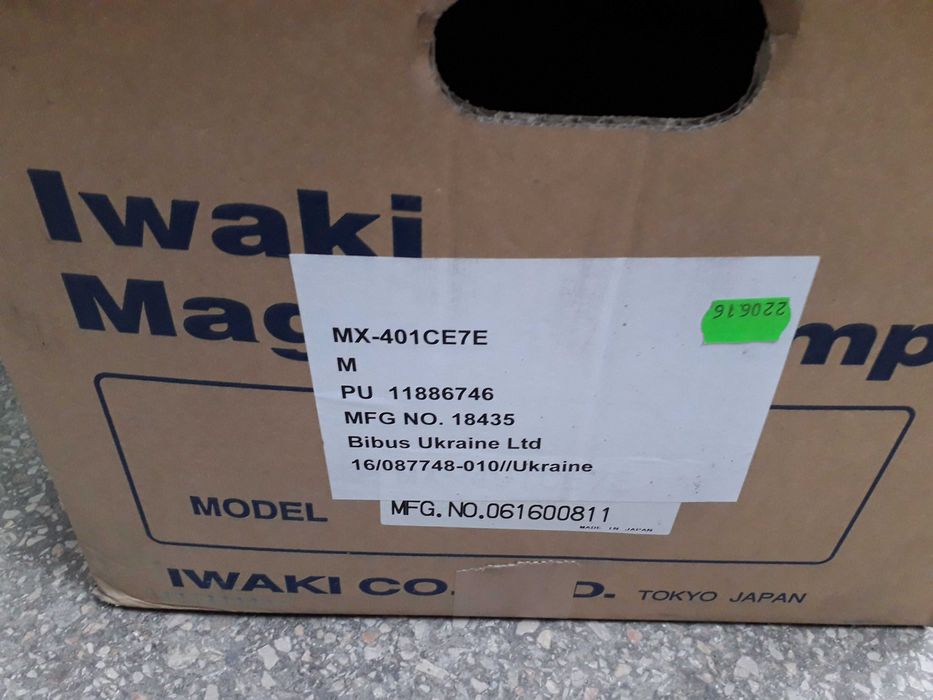 Iwaki
Mag mp
MX-401CE7E
M
PU 11886746
MFG NO. 18435
Bibus Ukraine Ltd
16/087748-010//Ukraine
220616
MODEL
MFG.NO.061600811
MADE IN JAPAN
IWAKI CO. D. TOKYO JAPAN